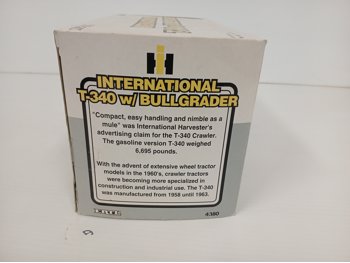 INTERNATIONAL
T-340 w/ BULLGRADER
"Compact, easy handling and nimble as a
mule" was International Harvester's
advertising claim for the T-340 Crawler.
The gasoline version T-340 weighed
6,695 pounds.
With the advent of extensive wheel tractor
models in the 1960's, crawler tractors
were becoming more specialized in
construction and industrial use. The T-340
was manufactured from 1958 until 1963.
ERTL
4380